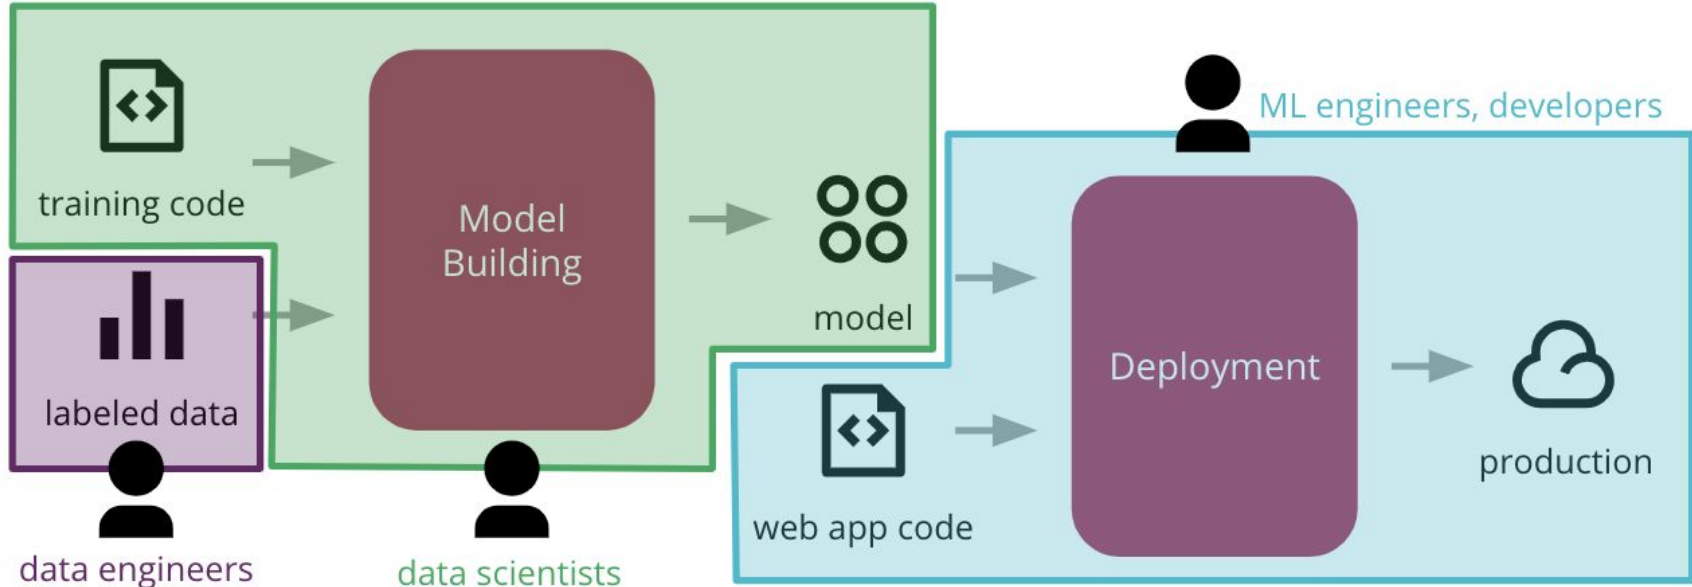 ML engineers, developers
training code
Model
Building
model
labeled data
Deployment
production
web app code
data engineers
data scientists